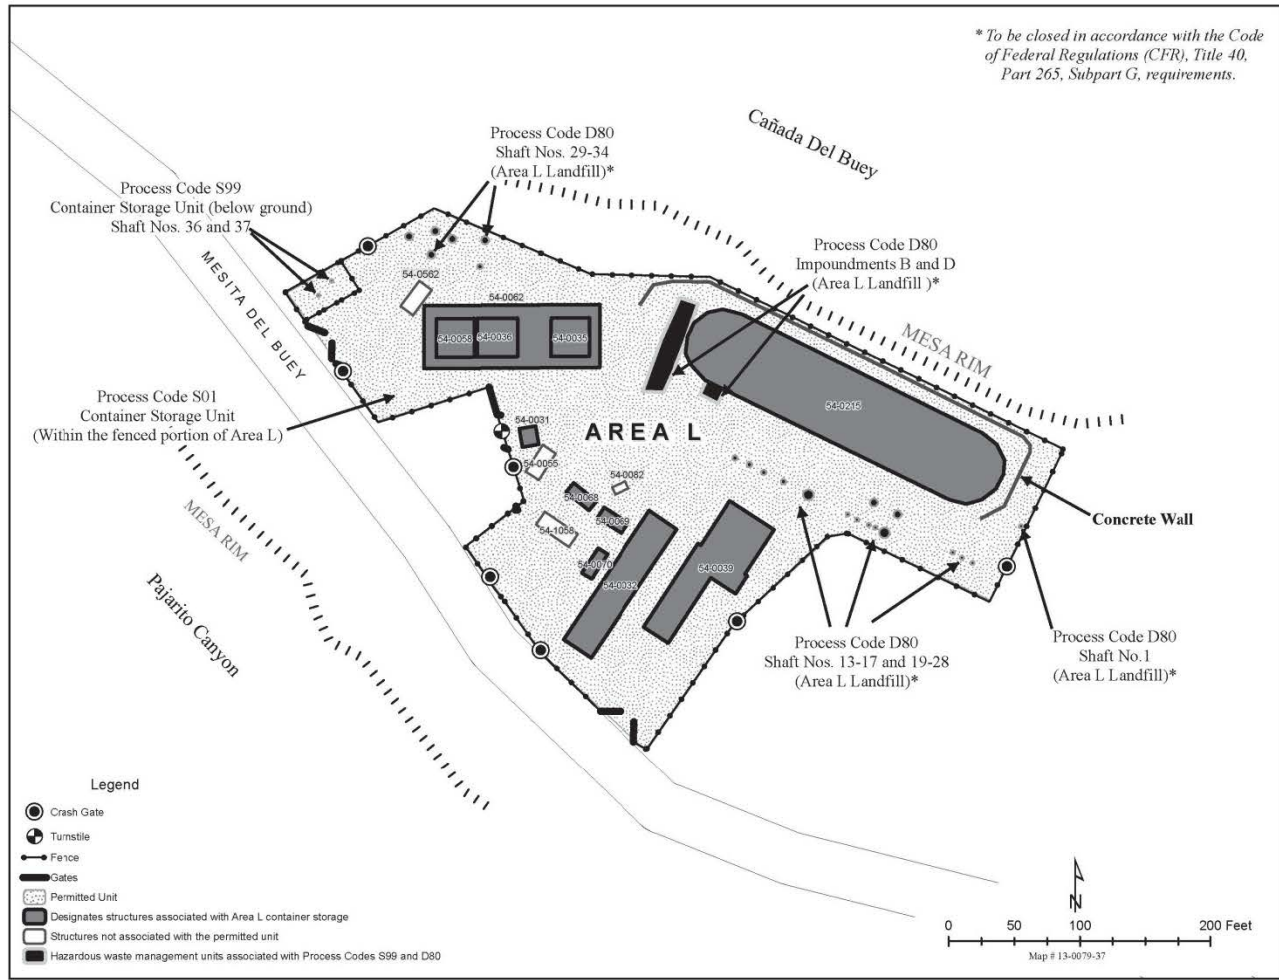 * To be closed in accordance with the Code
of Federal Regulations (CFR), Title 40,
Part 265, Subpart G, requirements.
Cañada Del Buey
Process Code D80
Shaft Nos. 29-34
(Area L Landfill)*
Process Code S99
Container Storage Unit (below ground)
Shaft Nos. 36 and 37
Process Code D80
Impoundments B and D
(Area L Landfill )*
MESITA DEL BUEY
54-0562
54-0062
54-0058
54-0036
54-0035
MESA RIM
Process Code S01
Container Storage Unit
(Within the fenced portion of Area L)
54-0215
54-0031
AREA L
54-0055
54-0082
54-0068
54-0069
54-1058
54-0070
54-0032
54-0039
Concrete Wall
MESA RIM
Pajarito Canyon
Process Code D80
Shaft Nos. 13-17 and 19-28
(Area L Landfill)*
Process Code D80
Shaft No.1
(Area L Landfill)*
Legend
Crash Gate
Turnstile
Fence
Gates
Permitted Unit
Designates structures associated with Area L container storage
Structures not associated with the permitted unit
Hazardous waste management units associated with Process Codes S99 and D80
N
0 50 100 200 Feet
Map # 13-0079-37